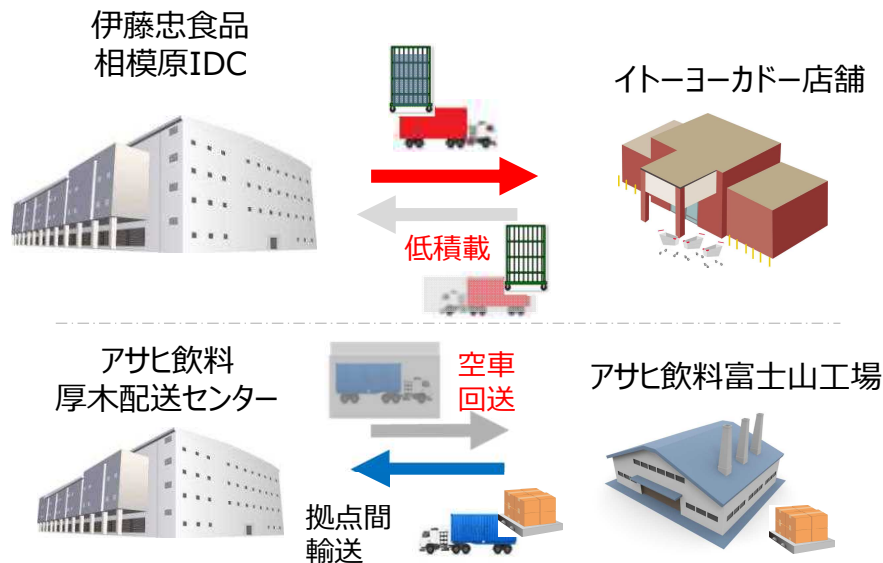 伊藤忠食品
相模原IDC
イトーヨーカドー店舗
低積載
アサヒ飲料
厚木配送センター
空車
回送
アサヒ飲料富士山工場
拠点間
輸送